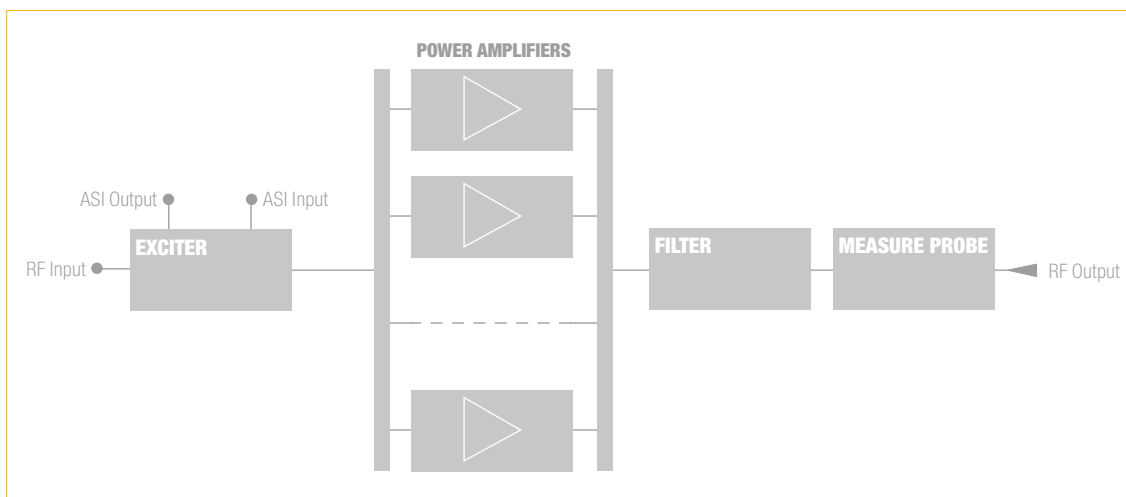 POWER AMPLIFIERS
ASI Output
ASI Input
EXCITER
RF Input
FILTER
MEASURE PROBE
RF Output